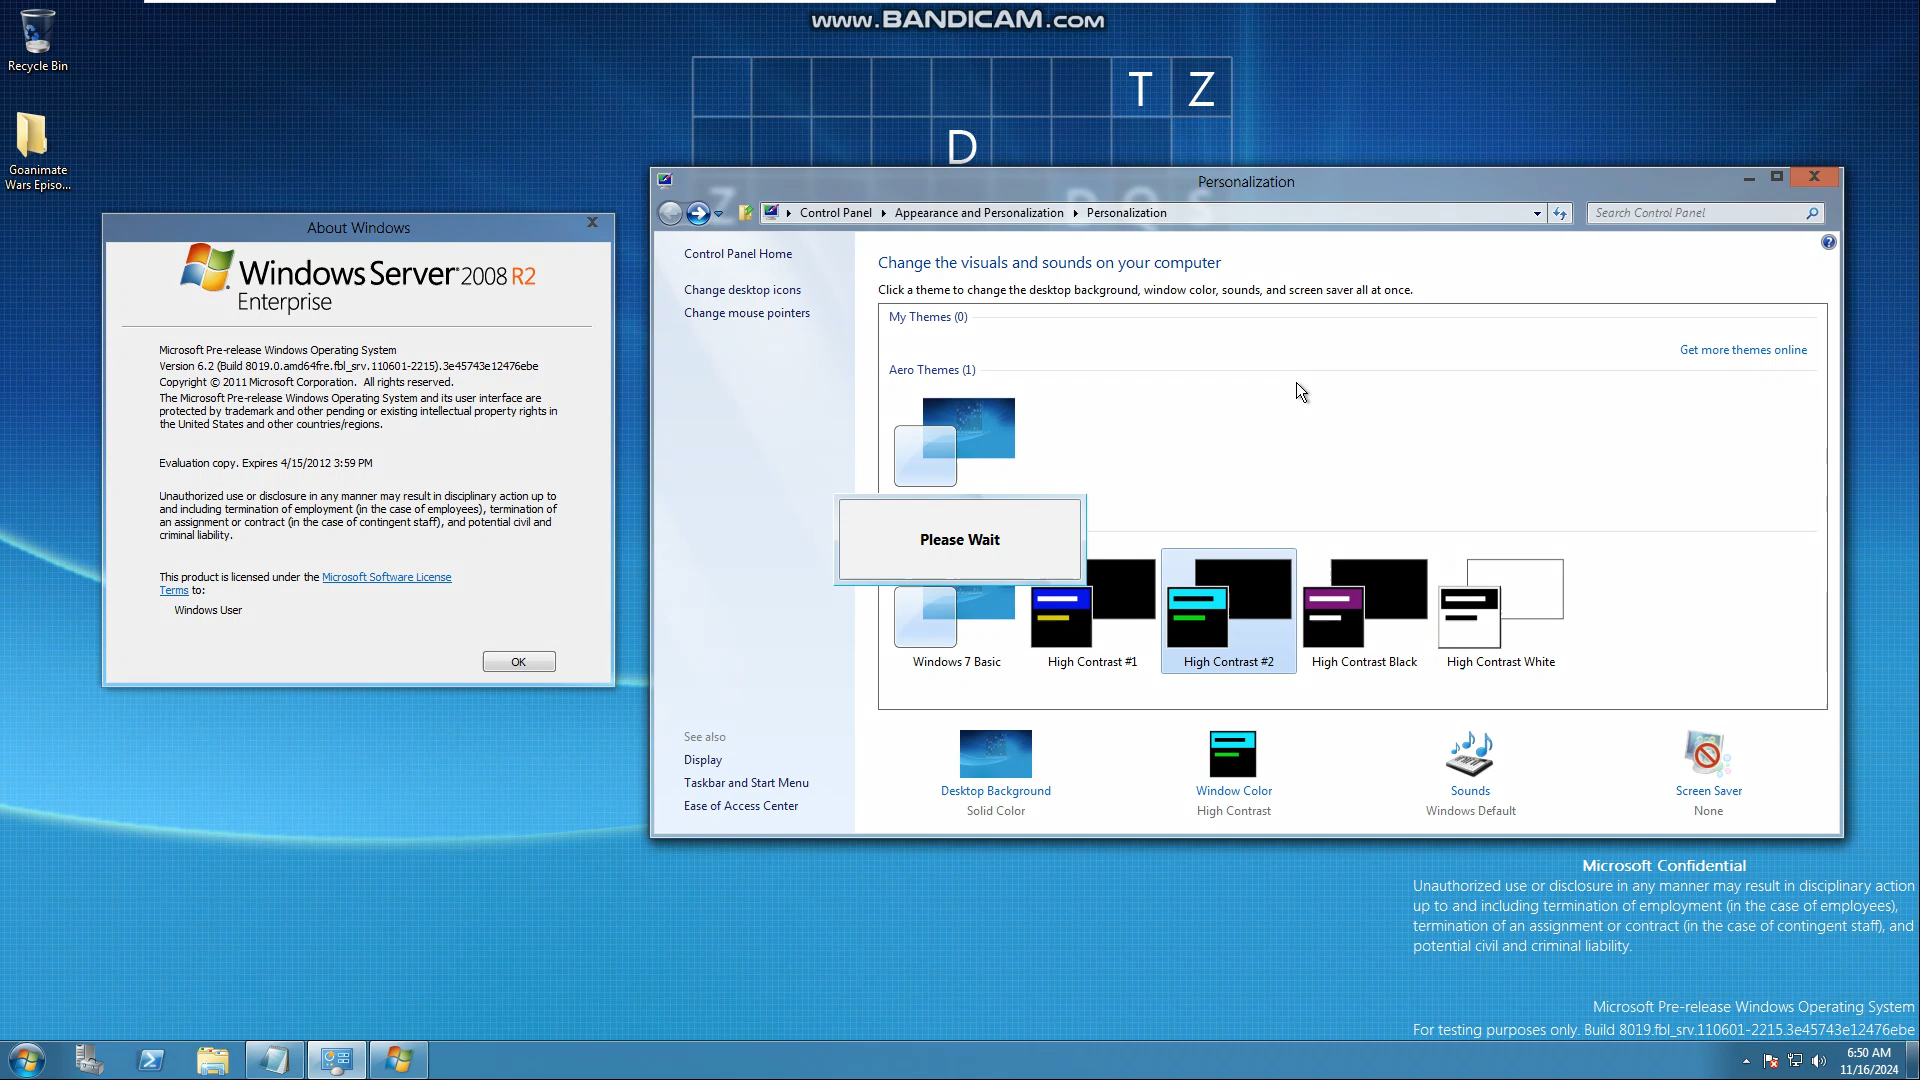 www.BANDICAM.com
Recycle Bin
Goanimate
Wars Episo...
T Z
D
Z D Q S
Personalization
Control Panel
Appearance and Personalization
Personalization
Search Control Panel
About Windows
Windows Server 2008 R2
Enterprise
Microsoft Pre-release Windows Operating System
Version 6.2 (Build 8019.0.amd64fre.fbl_srv.110601-2215).3e45743e12476ebe
Copyright © 2011 Microsoft Corporation. All rights reserved.
The Microsoft Pre-release Windows Operating System and its user interface are
protected by trademark and other pending or existing intellectual property rights in
the United States and other countries/regions.
Evaluation copy. Expires 4/15/2012 3:59 PM
Unauthorized use or disclosure in any manner may result in disciplinary action up to
and including termination of employment (in the case of employees), termination of
an assignment or contract (in the case of contingent staff), and potential civil and
criminal liability.
This product is licensed under the Microsoft Software License
Terms to:
Windows User
OK
Control Panel Home
Change desktop icons
Change mouse pointers
See also
Display
Taskbar and Start Menu
Ease of Access Center
Change the visuals and sounds on your computer
Click a theme to change the desktop background, window color, sounds, and screen saver all at once.
My Themes (0)
Get more themes online
Aero Themes (1)
Please Wait
Windows 7 Basic
High Contrast #1
High Contrast #2
High Contrast Black
High Contrast White
Desktop Background
Solid Color
Window Color
High Contrast
Sounds
Windows Default
Screen Saver
None
Microsoft Confidential
Unauthorized use or disclosure in any manner may result in disciplinary action
up to and including termination of employment (in the case of employees),
termination of an assignment or contract (in the case of contingent staff), and
potential civil and criminal liability.
Microsoft Pre-release Windows Operating System
For testing purposes only. Build 8019.fbl_srv.110601-2215.3e45743e12476ebe
6:50 AM
11/16/2024